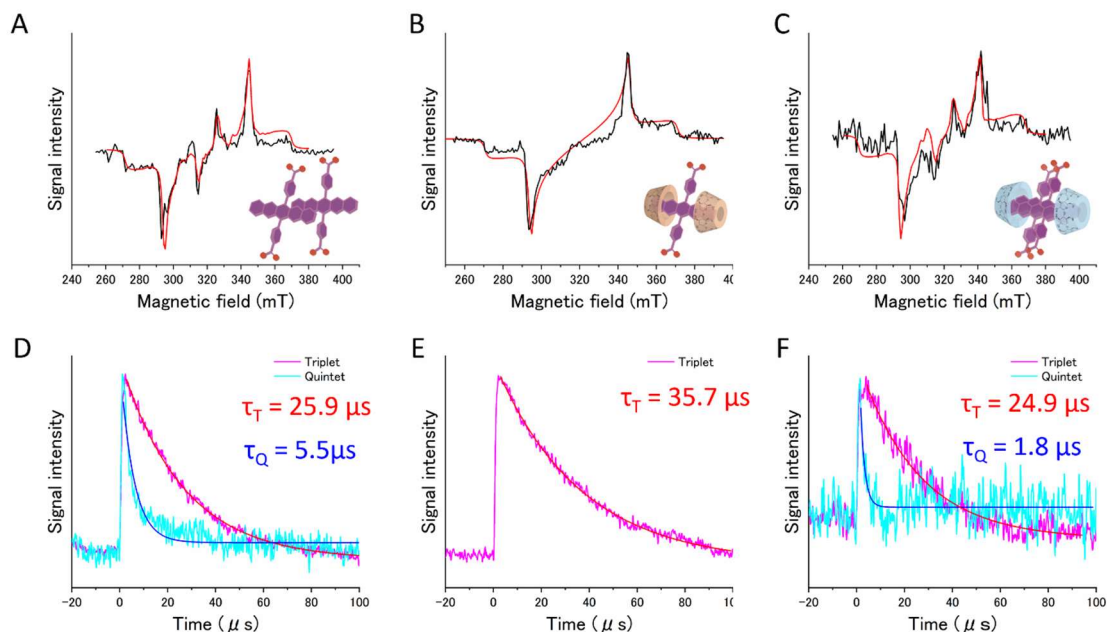 A
B
C
Signal intensity
Signal intensity
Signal intensity
240 260 280 300 320 340 360 380 400
260 280 300 320 340 360 380 40
240 260 280 300 320 340 360 380 400
Magnetic field (mT)
Magnetic field (mT)
Magnetic field (mT)
D
E
F
Triplet
Quintet
τT = 25.9 μs
τQ = 5.5μs
Triplet
τT = 35.7 μs
Triplet
Quintet
τT = 24.9 μs
τQ = 1.8 μs
Signal intensity
Signal intensity
Signal intensity
-20 0 20 40 60 80 100
-20 0 20 40 60 80 100
-20 0 20 40 60 80 100
Time (μs)
Time (μs)
Time (μs)